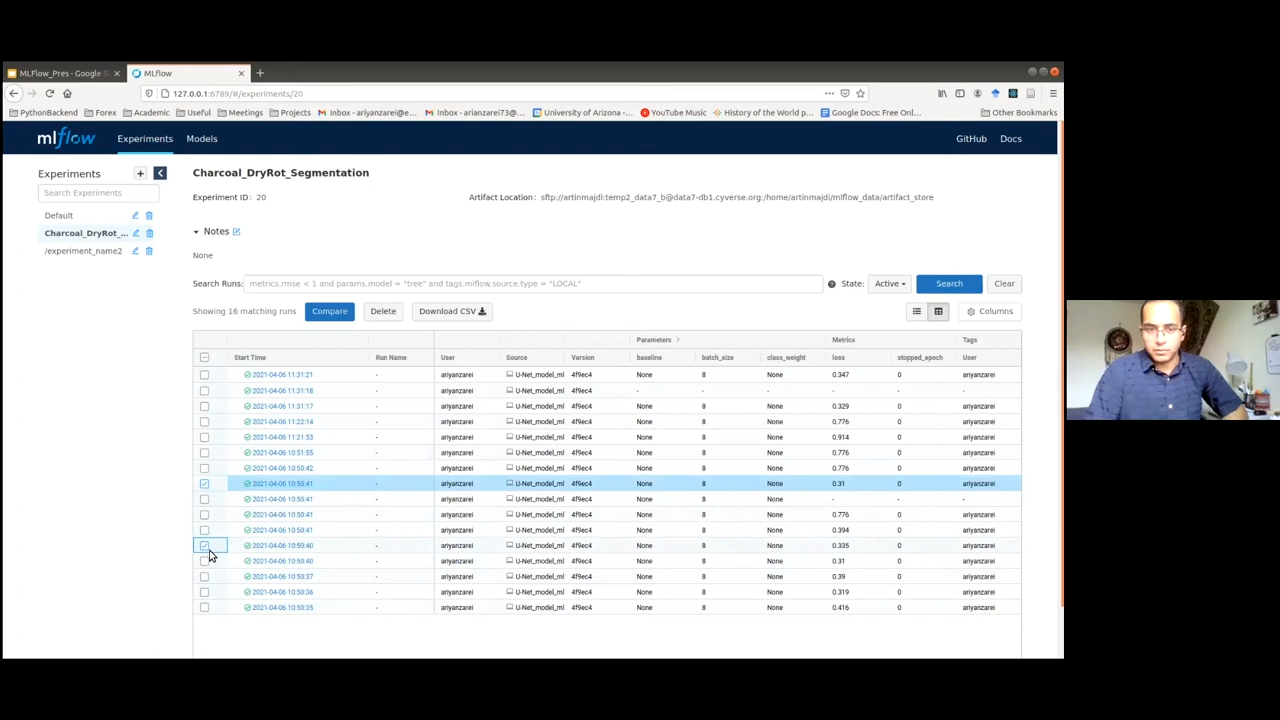 MLFlow_Pres - Google S
MLflow
127.0.0.1:6789/#/experiments/20
PythonBackend Forex Academic Useful Meetings Projects Inbox - ariyanzarei@e... Inbox - ariyanzarei73@g... University of Arizona -... YouTube Music History of the world p... Google Docs: Free Onl... Other Bookmarks
mlflow Experiments Models GitHub Docs
Experiments
Search Experiments
Default
Charcoal_DryRot_...
/experiment_name2
Charcoal_DryRot_Segmentation
Experiment ID: 20 Artifact Location: sftp://artinmajdi:temp2_data7_b@data7-db1.cyverse.org:/home/artinmajdi/mlflow_data/artifact_store
Notes
None
Search Runs: metrics.rmse < 1 and params.model = "tree" and tags.mlflow.source.type = "LOCAL" State: Active Search Clear
Showing 16 matching runs Compare Delete Download CSV Columns
Parameters Metrics Tags
Start Time Run Name User Source Version baseline batch_size class_weight loss stopped_epoch User
2021-04-06 11:31:21 - ariyanzarei U-Net_model_ml 4f9ec4 None 8 None 0.347 0 ariyanzarei
2021-04-06 11:31:18 - ariyanzarei U-Net_model_ml 4f9ec4 - - - - - ariyanzarei
2021-04-06 11:31:17 - ariyanzarei U-Net_model_ml 4f9ec4 None 8 None 0.329 0 ariyanzarei
2021-04-06 11:22:14 - ariyanzarei U-Net_model_ml 4f9ec4 None 8 None 0.776 0 ariyanzarei
2021-04-06 11:21:53 - ariyanzarei U-Net_model_ml 4f9ec4 None 8 None 0.914 0 ariyanzarei
2021-04-06 10:51:55 - ariyanzarei U-Net_model_ml 4f9ec4 None 8 None 0.776 0 ariyanzarei
2021-04-06 10:50:42 - ariyanzarei U-Net_model_ml 4f9ec4 None 8 None 0.776 0 ariyanzarei
2021-04-06 10:50:41 - ariyanzarei U-Net_model_ml 4f9ec4 None 8 None 0.31 0 ariyanzarei
2021-04-06 10:50:41 - ariyanzarei U-Net_model_ml 4f9ec4 None 8 None - - -
2021-04-06 10:50:41 - ariyanzarei U-Net_model_ml 4f9ec4 None 8 None 0.776 0 ariyanzarei
2021-04-06 10:50:41 - ariyanzarei U-Net_model_ml 4f9ec4 None 8 None 0.394 0 ariyanzarei
2021-04-06 10:50:40 - ariyanzarei U-Net_model_ml 4f9ec4 None 8 None 0.335 0 ariyanzarei
2021-04-06 10:50:40 - ariyanzarei U-Net_model_ml 4f9ec4 None 8 None 0.31 0 ariyanzarei
2021-04-06 10:50:37 - ariyanzarei U-Net_model_ml 4f9ec4 None 8 None 0.39 0 ariyanzarei
2021-04-06 10:50:36 - ariyanzarei U-Net_model_ml 4f9ec4 None 8 None 0.319 0 ariyanzarei
2021-04-06 10:50:35 - ariyanzarei U-Net_model_ml 4f9ec4 None 8 None 0.416 0 ariyanzarei